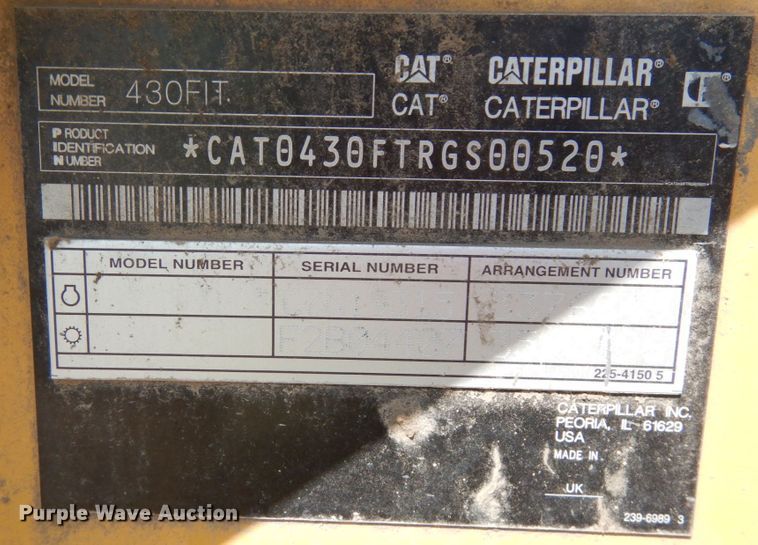 MODEL NUMBER 430FIT
CAT® CATERPILLAR®
CAT® CATERPILLAR®
PRODUCT IDENTIFICATION NUMBER *CAT0430FTRGS00520*
MODEL NUMBER SERIAL NUMBER ARRANGEMENT NUMBER
225-4150 5
CATERPILLAR INC.
PEORIA, IL 61629
USA
MADE IN
UK
239-6989 3
Purple Wave Auction